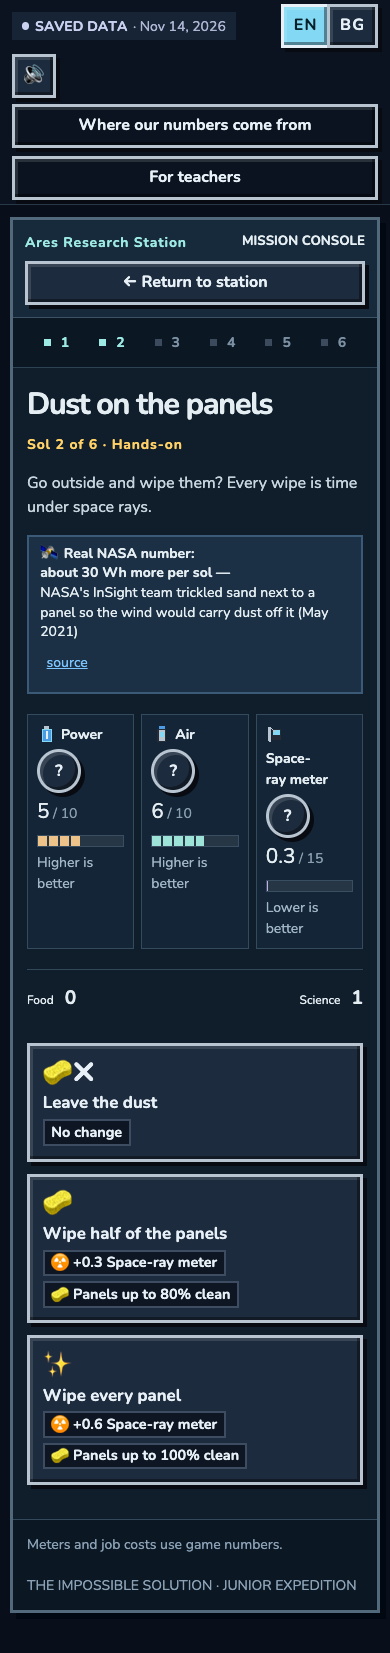 SAVED DATA · Nov 14, 2026
EN BG
Where our numbers come from
For teachers
Ares Research Station
MISSION CONSOLE
← Return to station
1 2 3 4 5 6
Dust on the panels
Sol 2 of 6 · Hands-on
Go outside and wipe them? Every wipe is time
under space rays.
Real NASA number:
about 30 Wh more per sol —
NASA's InSight team trickled sand next to a
panel so the wind would carry dust off it (May
2021)
source
Power
?
5 / 10
Higher is
better
Air
?
6 / 10
Higher is
better
Space-
ray meter
?
0.3 / 15
Lower is
better
Food 0
Science 1
Leave the dust
No change
Wipe half of the panels
+0.3 Space-ray meter
Panels up to 80% clean
Wipe every panel
+0.6 Space-ray meter
Panels up to 100% clean
Meters and job costs use game numbers.
THE IMPOSSIBLE SOLUTION · JUNIOR EXPEDITION